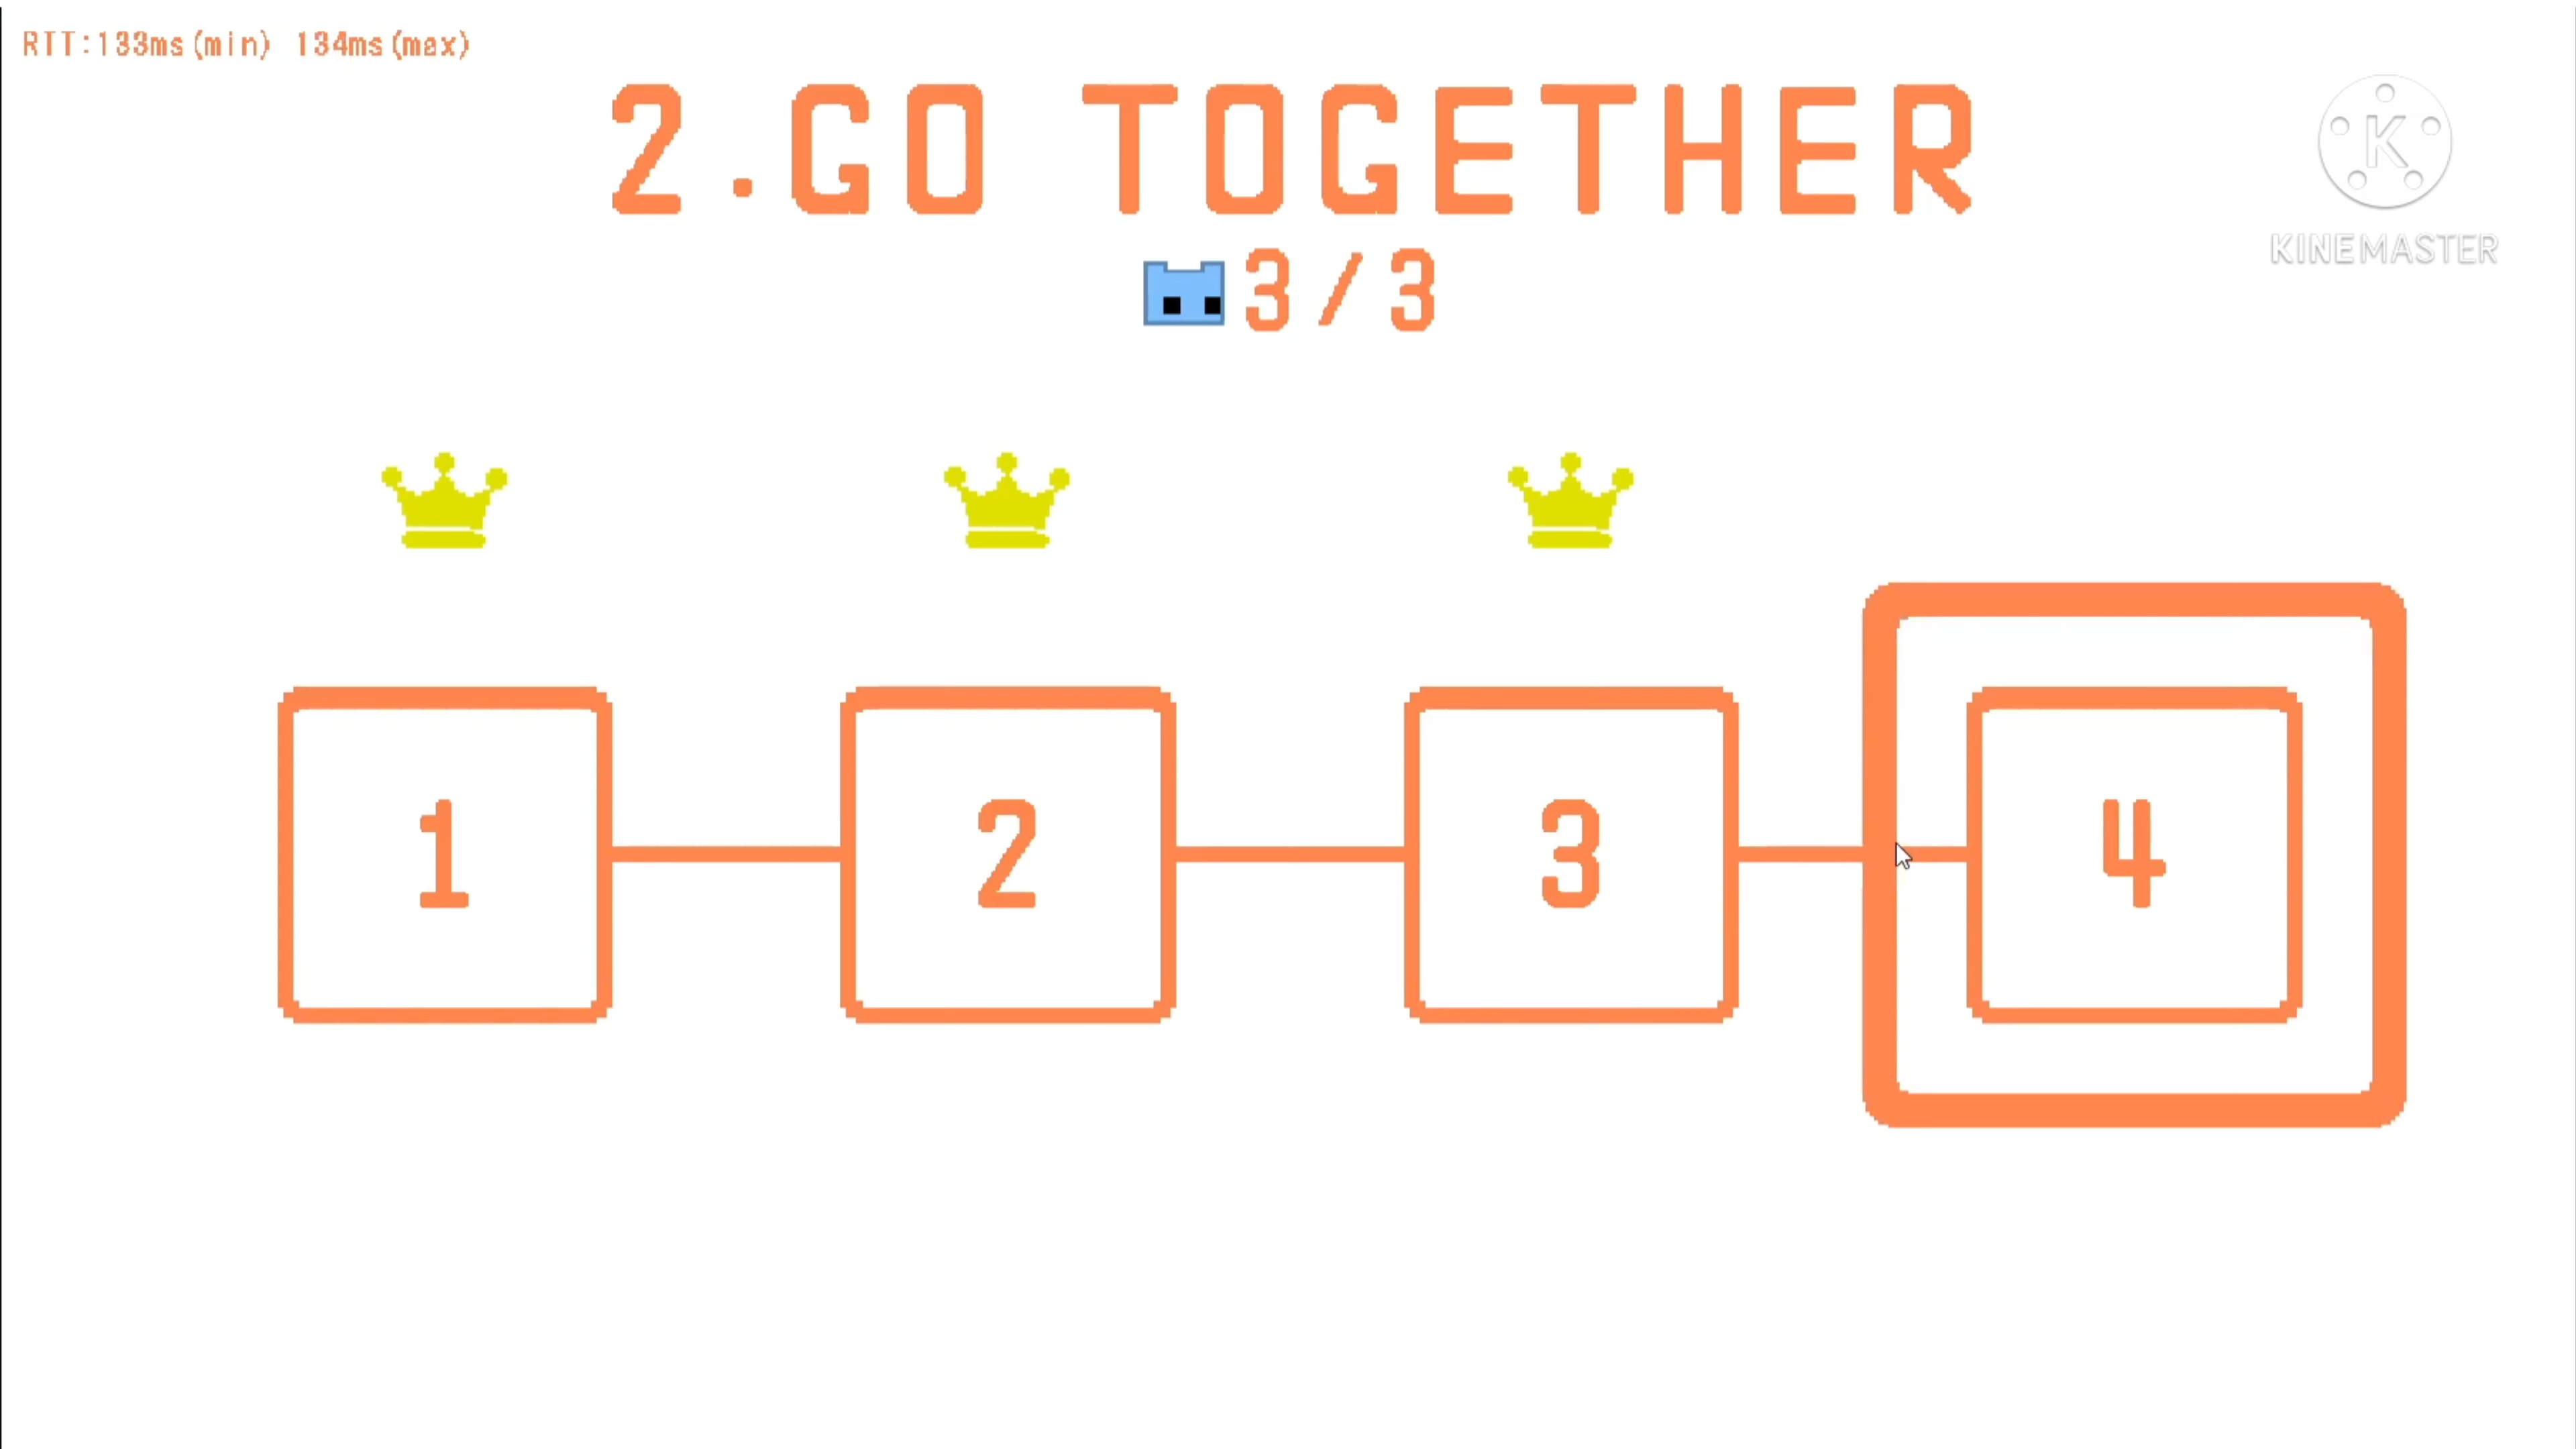 RTT:133ms(min) 134ms(max)
2.GO TOGETHER
3/3
K
KINEMASTER
1
2
3
4